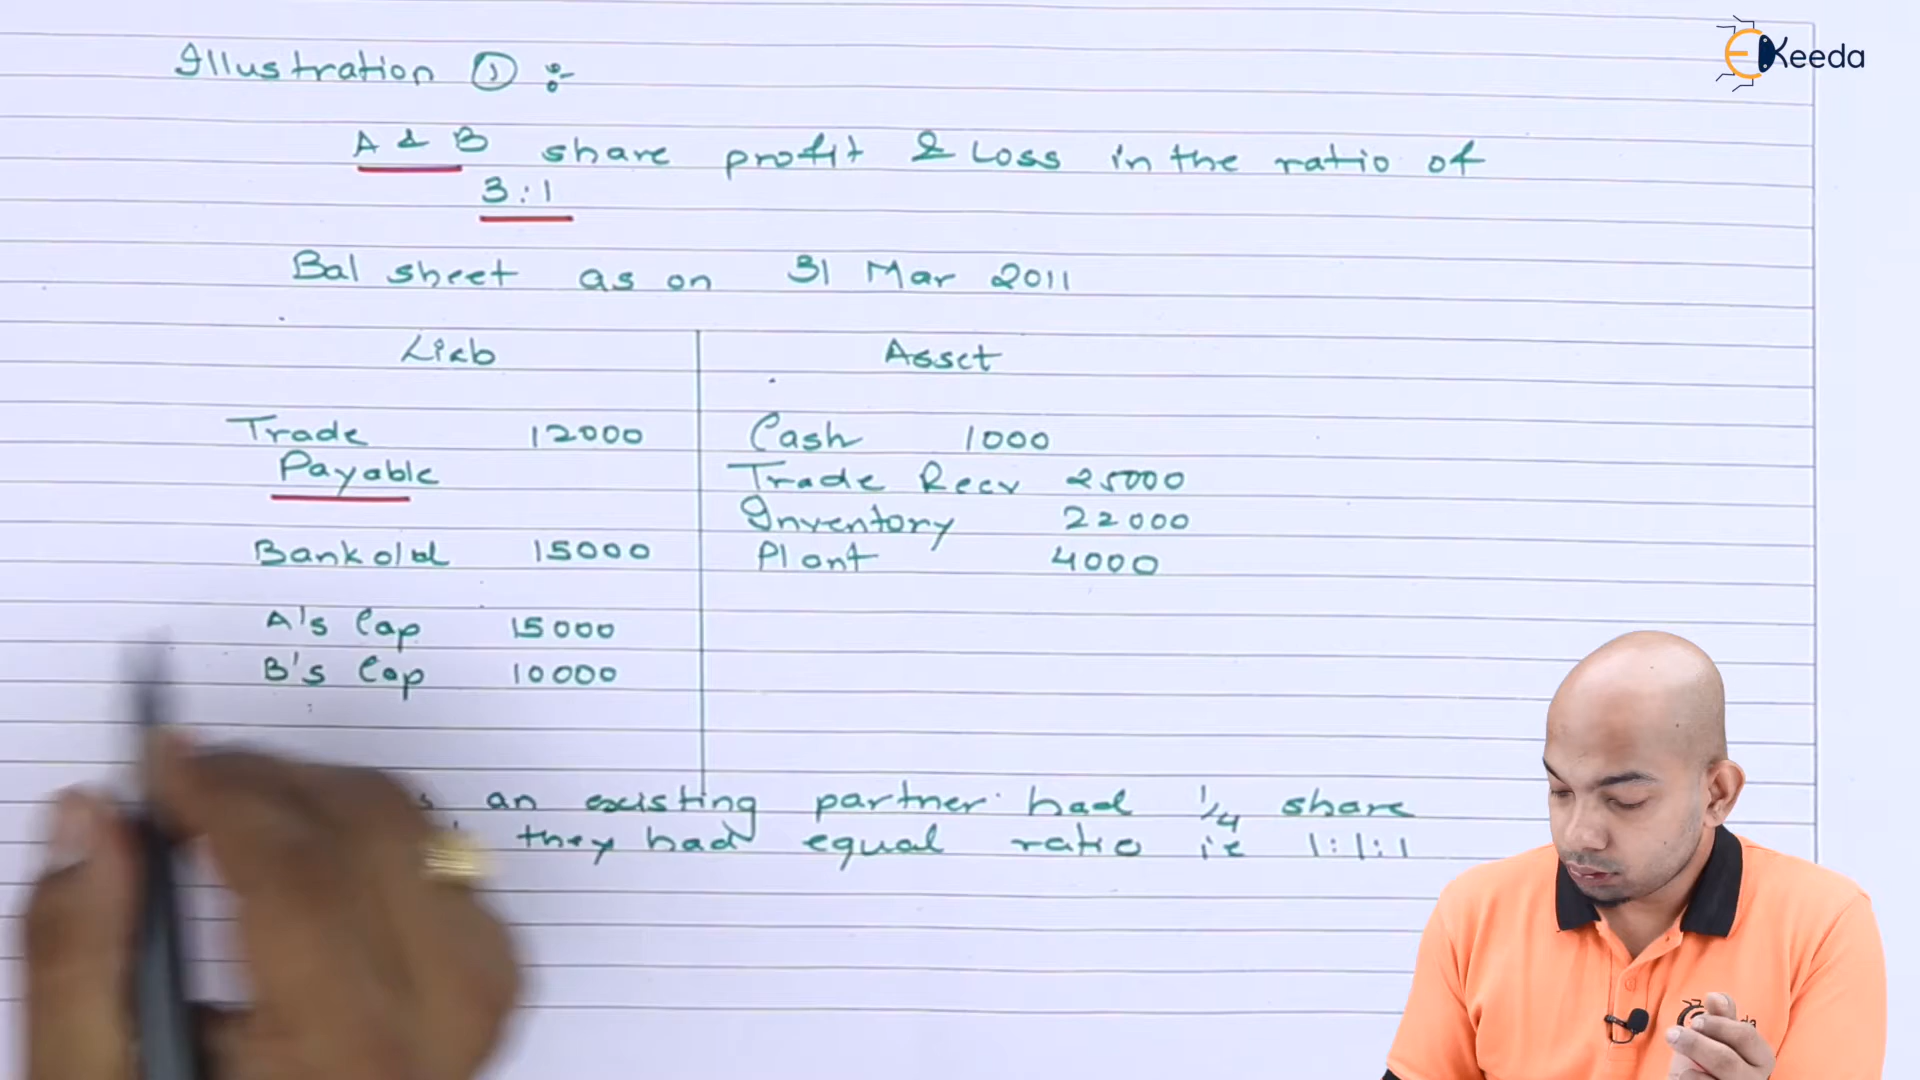 EKeeda
Illustration ① :-
A & B share profit & Loss in the ratio of
3:1
Bal sheet as on 31 Mar 2011
Liab Asset
Trade 12000 Cash 1000
Payable Trade Recv 25000
Inventory 22000
Bank old 15000 Plant 4000
A's Cap 15000
B's Cap 10000
an existing partner had 1/4 share
they had equal ratio ie 1:1:1